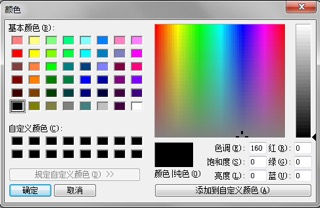 颜色
基本颜色(B):
自定义颜色(C):
规定自定义颜色(D) >>
确定
取消
颜色|纯色(O)
色调(E): 160
红(R): 0
饱和度(S): 0
绿(G): 0
亮度(L): 0
蓝(U): 0
添加到自定义颜色(A)